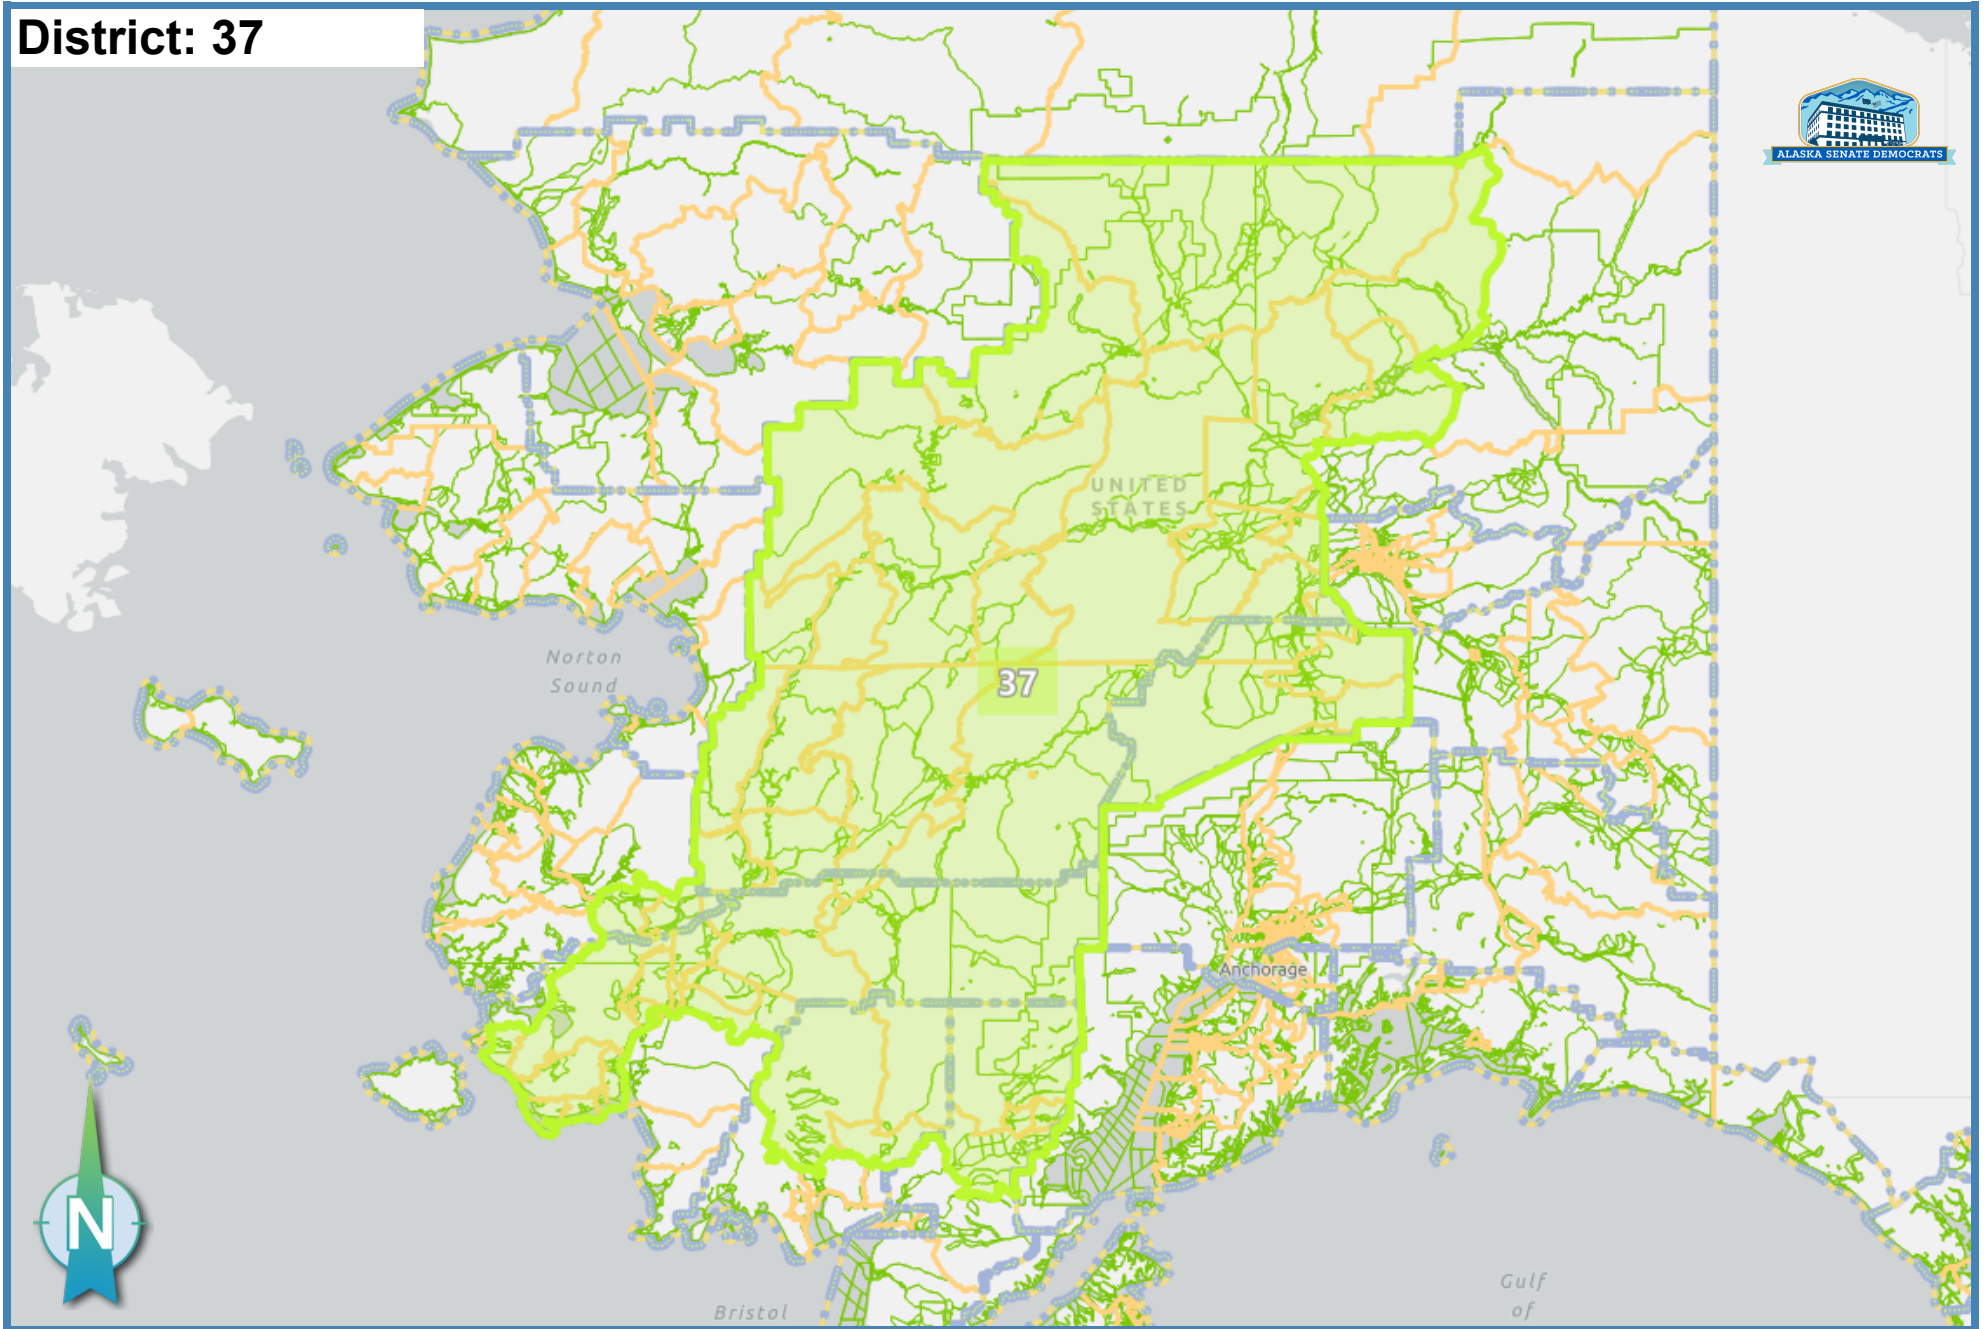 District: 37
ALASKA SENATE DEMOCRATS
UNITED
STATES
Norton
Sound
37
Anchorage
N
Gulf
of
Bristol